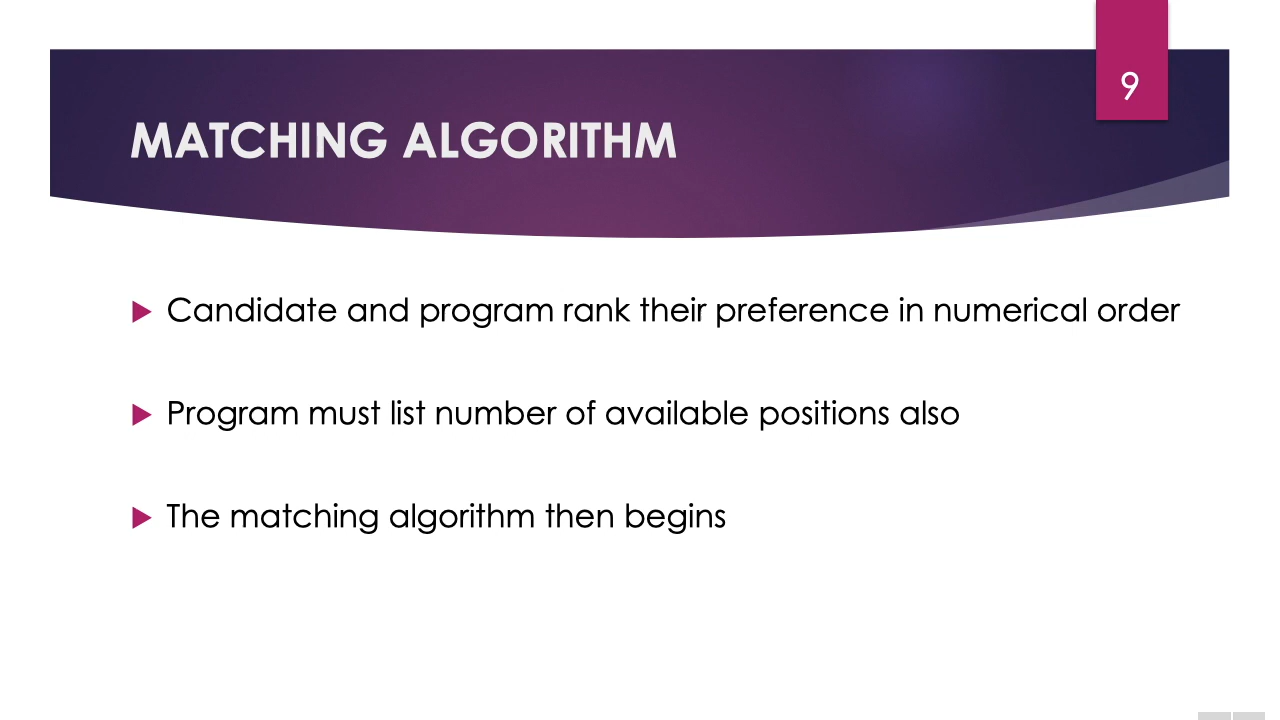 9
MATCHING ALGORITHM
Candidate and program rank their preference in numerical order
Program must list number of available positions also
The matching algorithm then begins